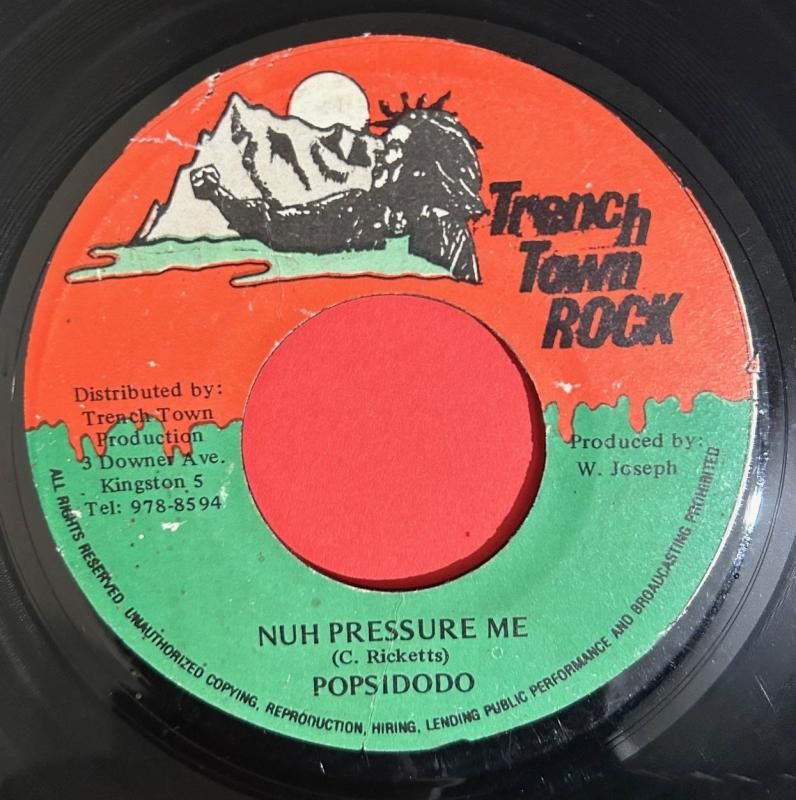 Trench
Town
ROCK
Distributed by:
Trench Town
Production
3 Downer Ave.
Kingston 5
Tel: 978-8594
Produced by:
W. Joseph
NUH PRESSURE ME
(C. Ricketts)
POPSIDODO
ALL RIGHTS RESERVED UNAUTHORIZED COPYING, REPRODUCTION, HIRING, LENDING PUBLIC PERFORMANCE AND BROADCASTING PROHIBITED